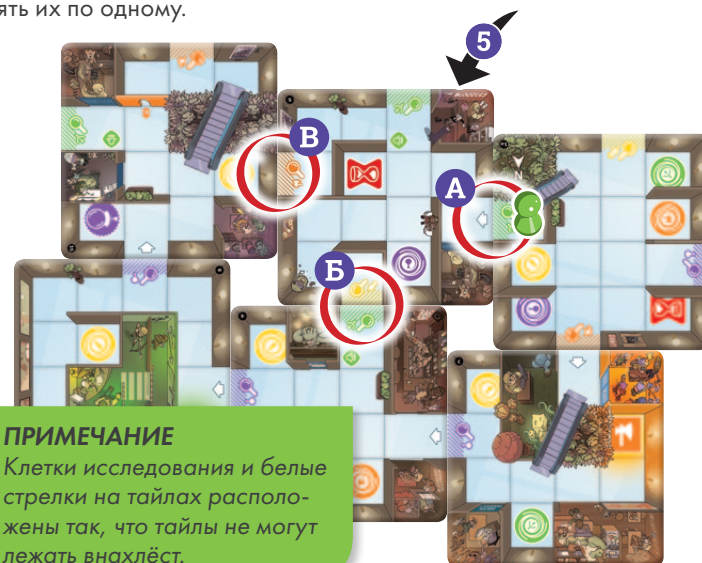 ять их по одному.
5
В
А
Б
ПРИМЕЧАНИЕ
Клетки исследования и белые
стрелки на тайлах располо-
жены так, что тайлы не могут
лежать внахлёст.